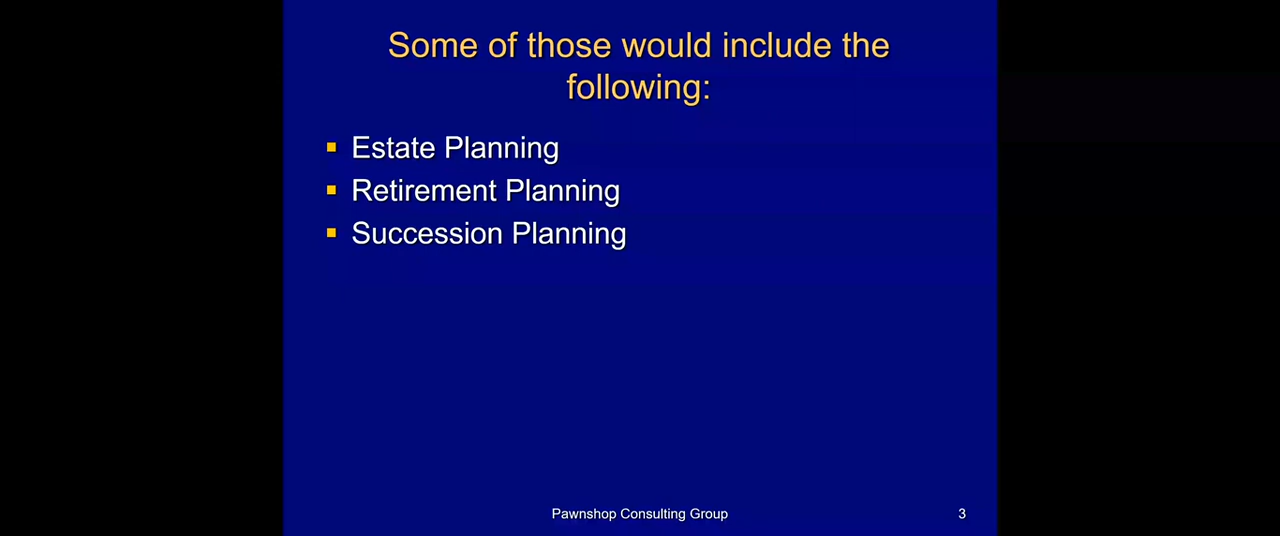 Some of those would include the
following:
Estate Planning
Retirement Planning
Succession Planning
Pawnshop Consulting Group
3